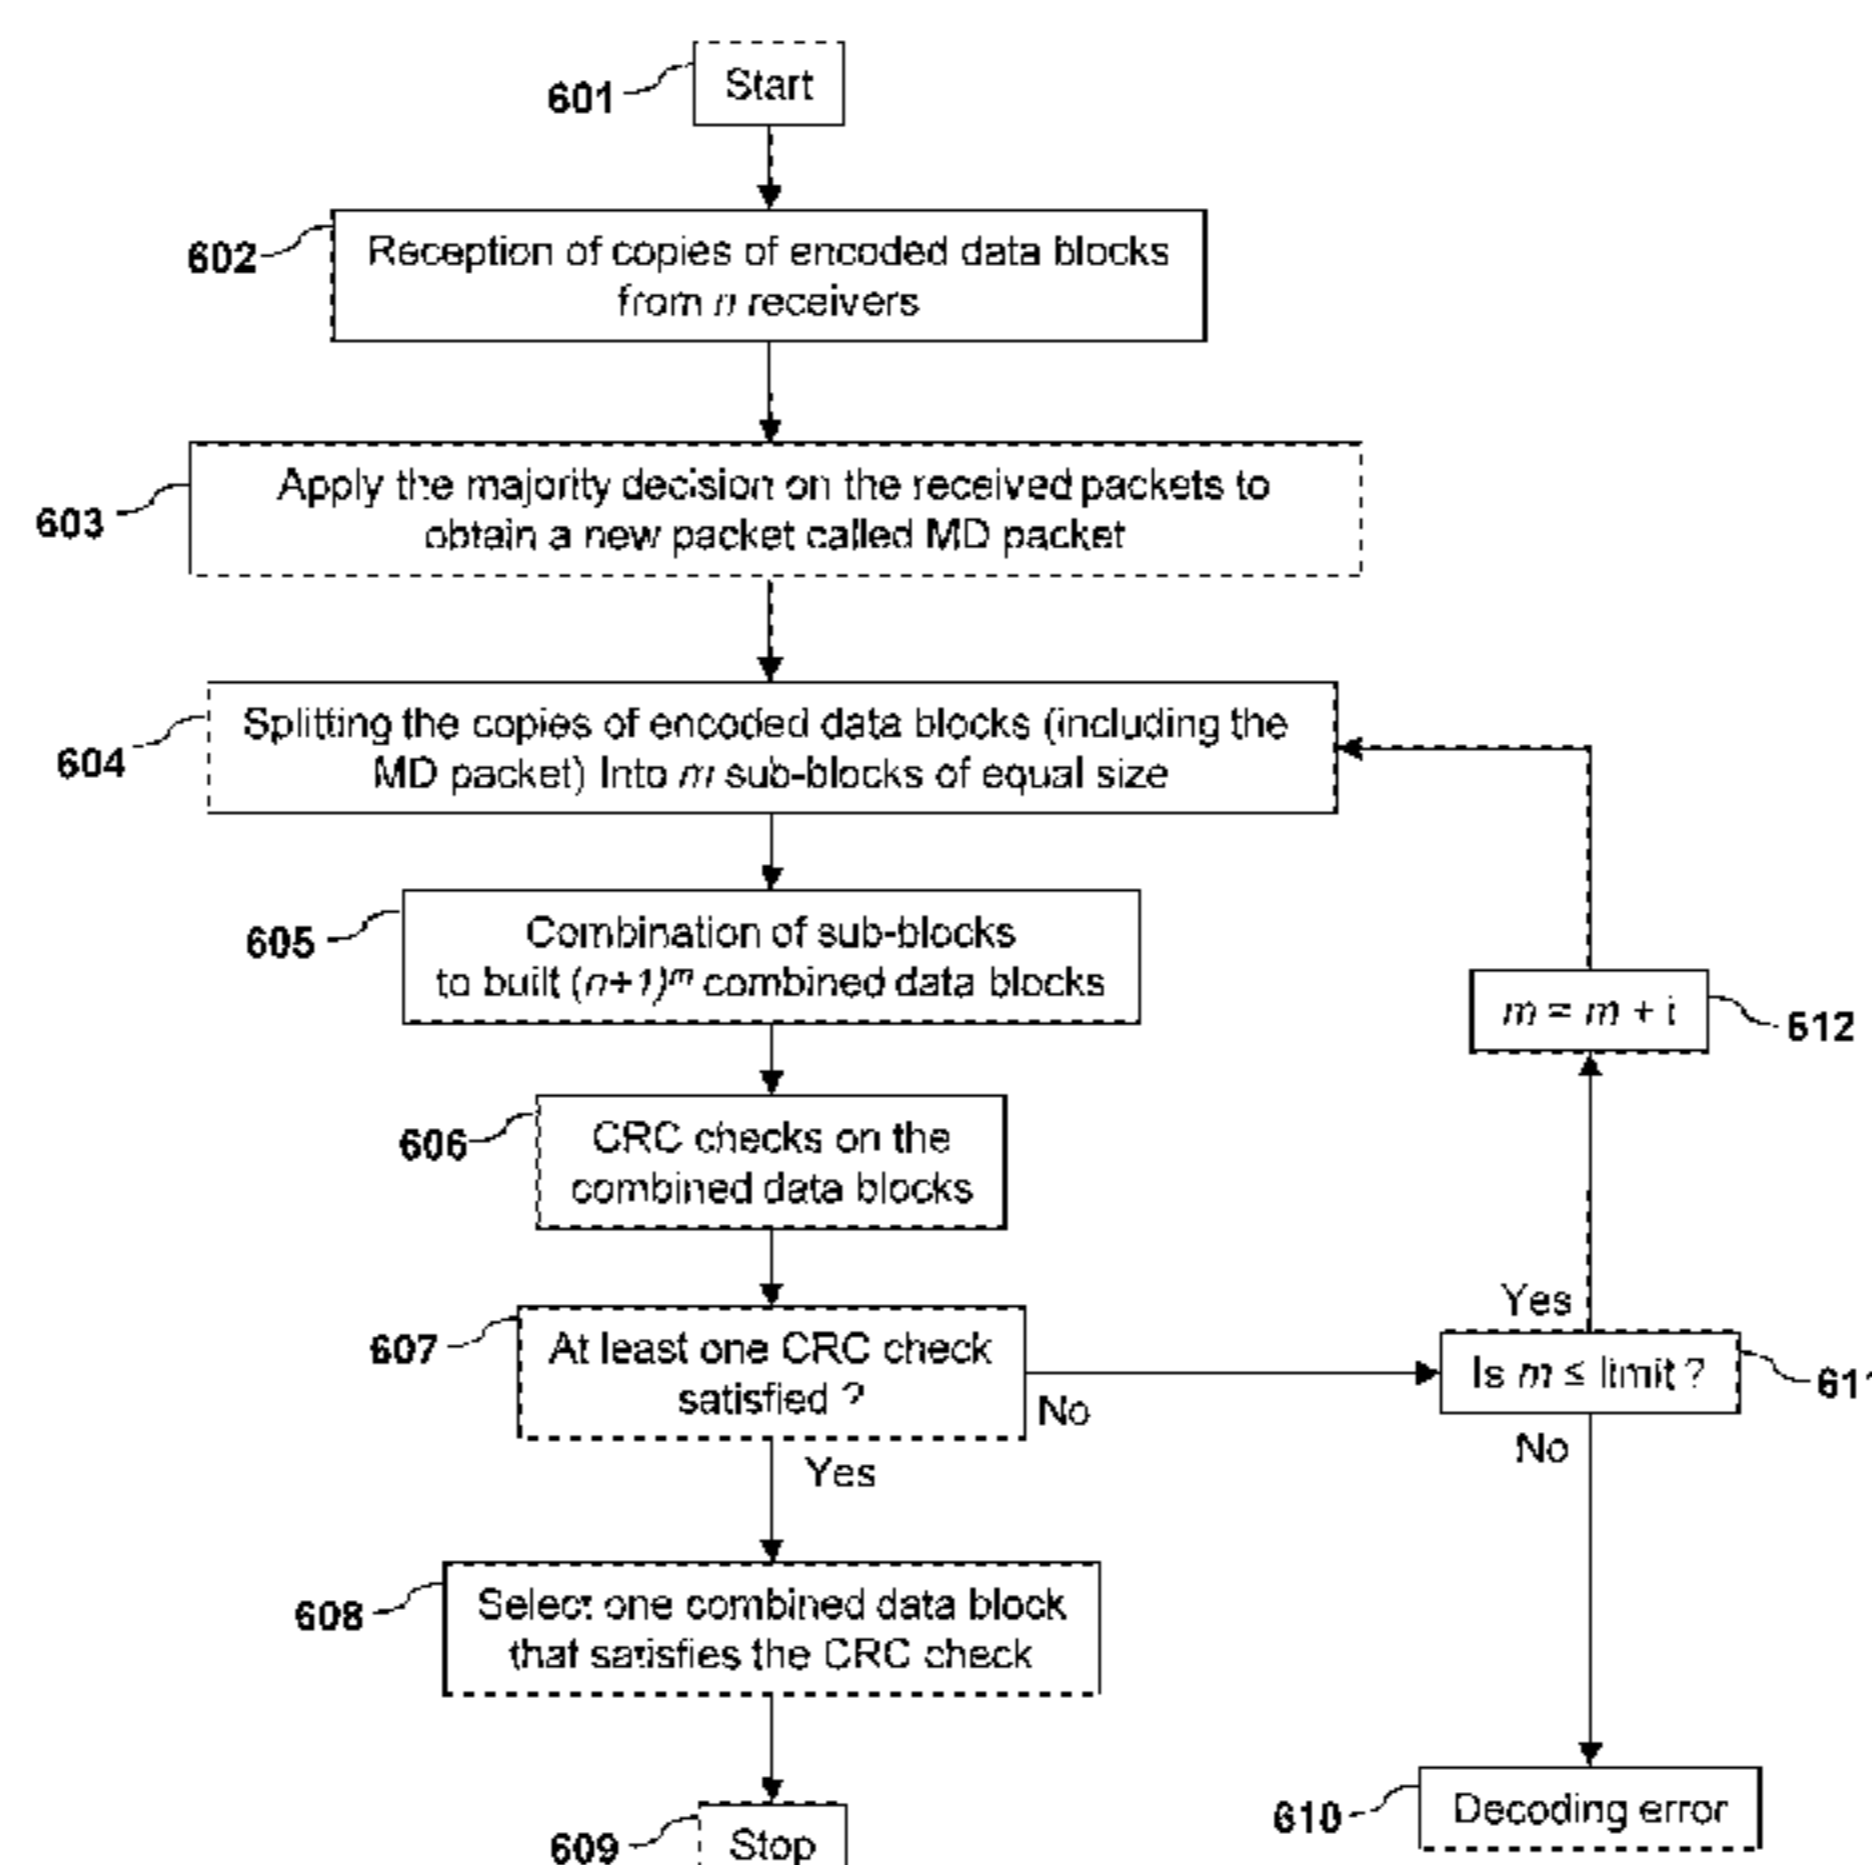 601
Start
602
Reception of copies of encoded data blocks
from n receivers
603
Apply the majority decision on the received packets to
obtain a new packet called MD packet
604
Splitting the copies of encoded data blocks (including the
MD packet) Into m sub-blocks of equal size
605
Combination of sub-blocks
to built (n+1)^m combined data blocks
m = m + i
612
606
CRC checks on the
combined data blocks
607
At least one CRC check
satisfied ?
No
Yes
Yes
Is m ≤ limit ?
611
No
608
Select one combined data block
that satisfies the CRC check
609
Stop
610
Decoding error